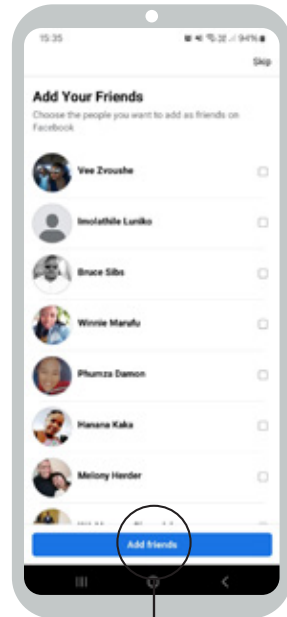 15:35
94%
Skip
Add Your Friends
Choose the people you want to add as friends on
Facebook
Vee Zvoushe
Imolathile Luniko
Bruce Sibs
Winnie Marufu
Phumza Damon
Hanana Kaka
Melony Herder
Add friends